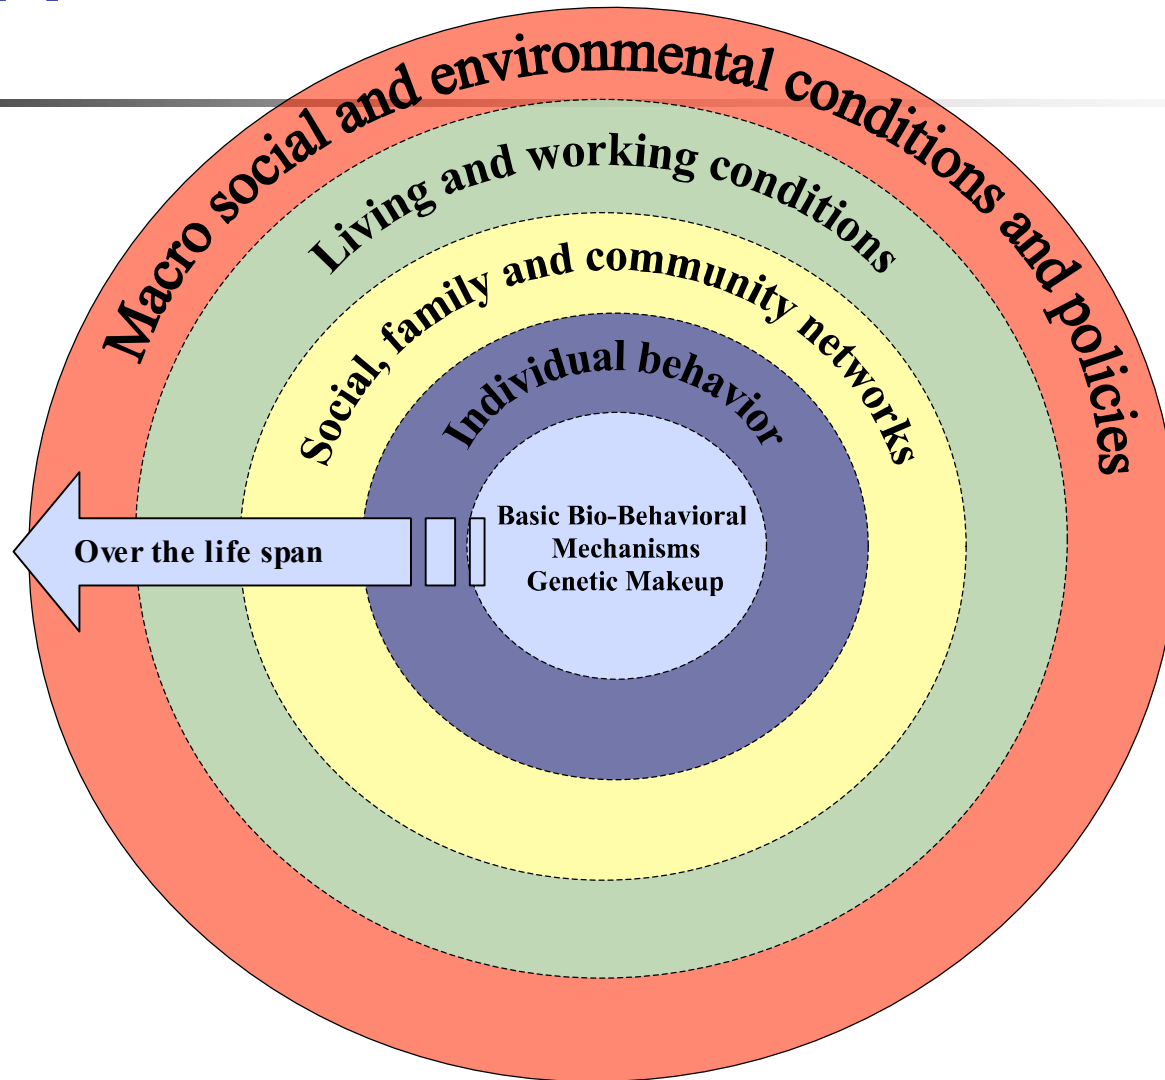 Macro social and environmental conditions and policies
Living and working conditions
Social, family and community networks
Individual behavior
Basic Bio-Behavioral
Mechanisms
Genetic Makeup
Over the life span